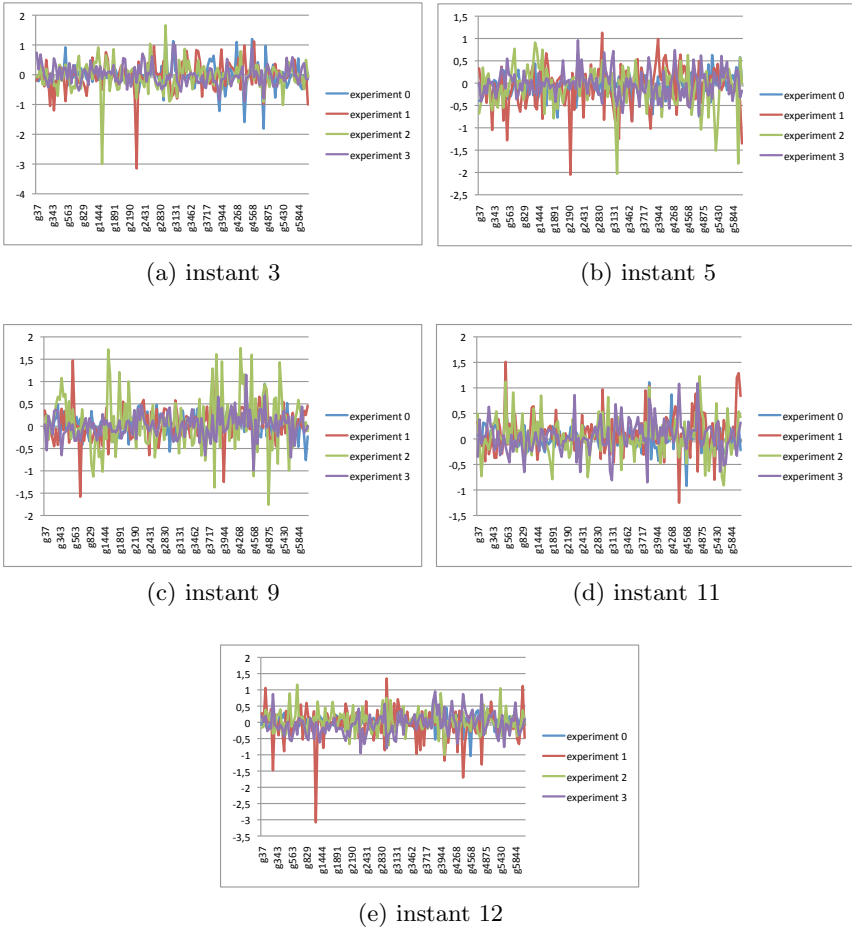 2
1
0
-1
-2
-3
-4
g37
g343
g563
g829
g1444
g1891
g2190
g2431
g2830
g3131
g3462
g3717
g3944
g4268
g4568
g4875
g5430
g5844
experiment 0
experiment 1
experiment 2
experiment 3
(a) instant 3
1,5
1
0,5
0
-0,5
-1
-1,5
-2
-2,5
g37
g343
g563
g829
g1444
g1891
g2190
g2431
g2830
g3131
g3462
g3717
g3944
g4268
g4568
g4875
g5430
g5844
experiment 0
experiment 1
experiment 2
experiment 3
(b) instant 5
2
1,5
1
0,5
0
-0,5
-1
-1,5
-2
g37
g343
g563
g829
g1444
g1891
g2190
g2431
g2830
g3131
g3462
g3717
g3944
g4268
g4568
g4875
g5430
g5844
experiment 0
experiment 1
experiment 2
experiment 3
(c) instant 9
2
1,5
1
0,5
0
-0,5
-1
-1,5
g37
g343
g563
g829
g1444
g1891
g2190
g2431
g2830
g3131
g3462
g3717
g3944
g4268
g4568
g4875
g5430
g5844
experiment 0
experiment 1
experiment 2
experiment 3
(d) instant 11
2
1,5
1
0,5
0
-0,5
-1
-1,5
-2
-2,5
-3
-3,5
g37
g343
g563
g829
g1444
g1891
g2190
g2431
g2830
g3131
g3462
g3717
g3944
g4268
g4568
g4875
g5430
g5844
experiment 0
experiment 1
experiment 2
experiment 3
(e) instant 12